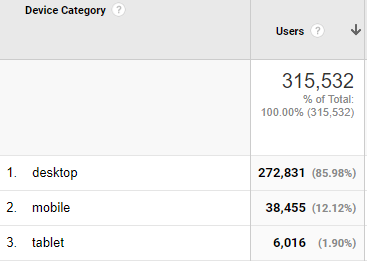 Device Category ?
Users ?
315,532
% of Total:
100.00% (315,532)
1. desktop 272,831 (85.98%)
2. mobile 38,455 (12.12%)
3. tablet 6,016 (1.90%)